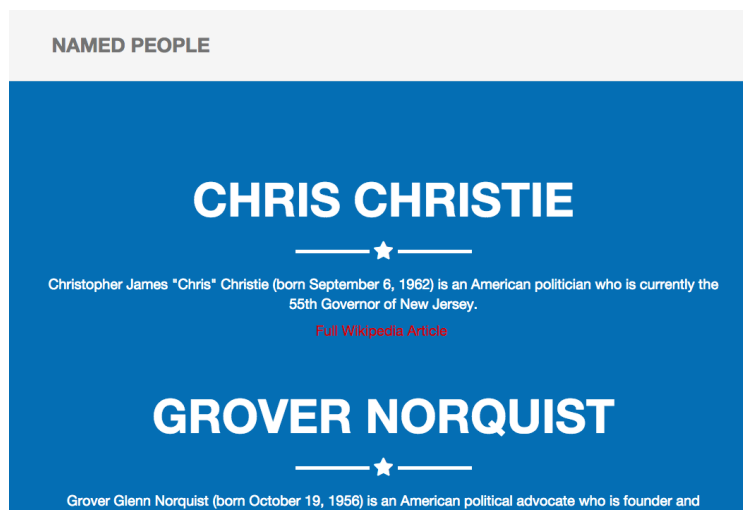 NAMED PEOPLE
CHRIS CHRISTIE
Christopher James "Chris" Christie (born September 6, 1962) is an American politician who is currently the
55th Governor of New Jersey.
Full Wikipedia Article
GROVER NORQUIST
Grover Glenn Norquist (born October 19, 1956) is an American political advocate who is founder and